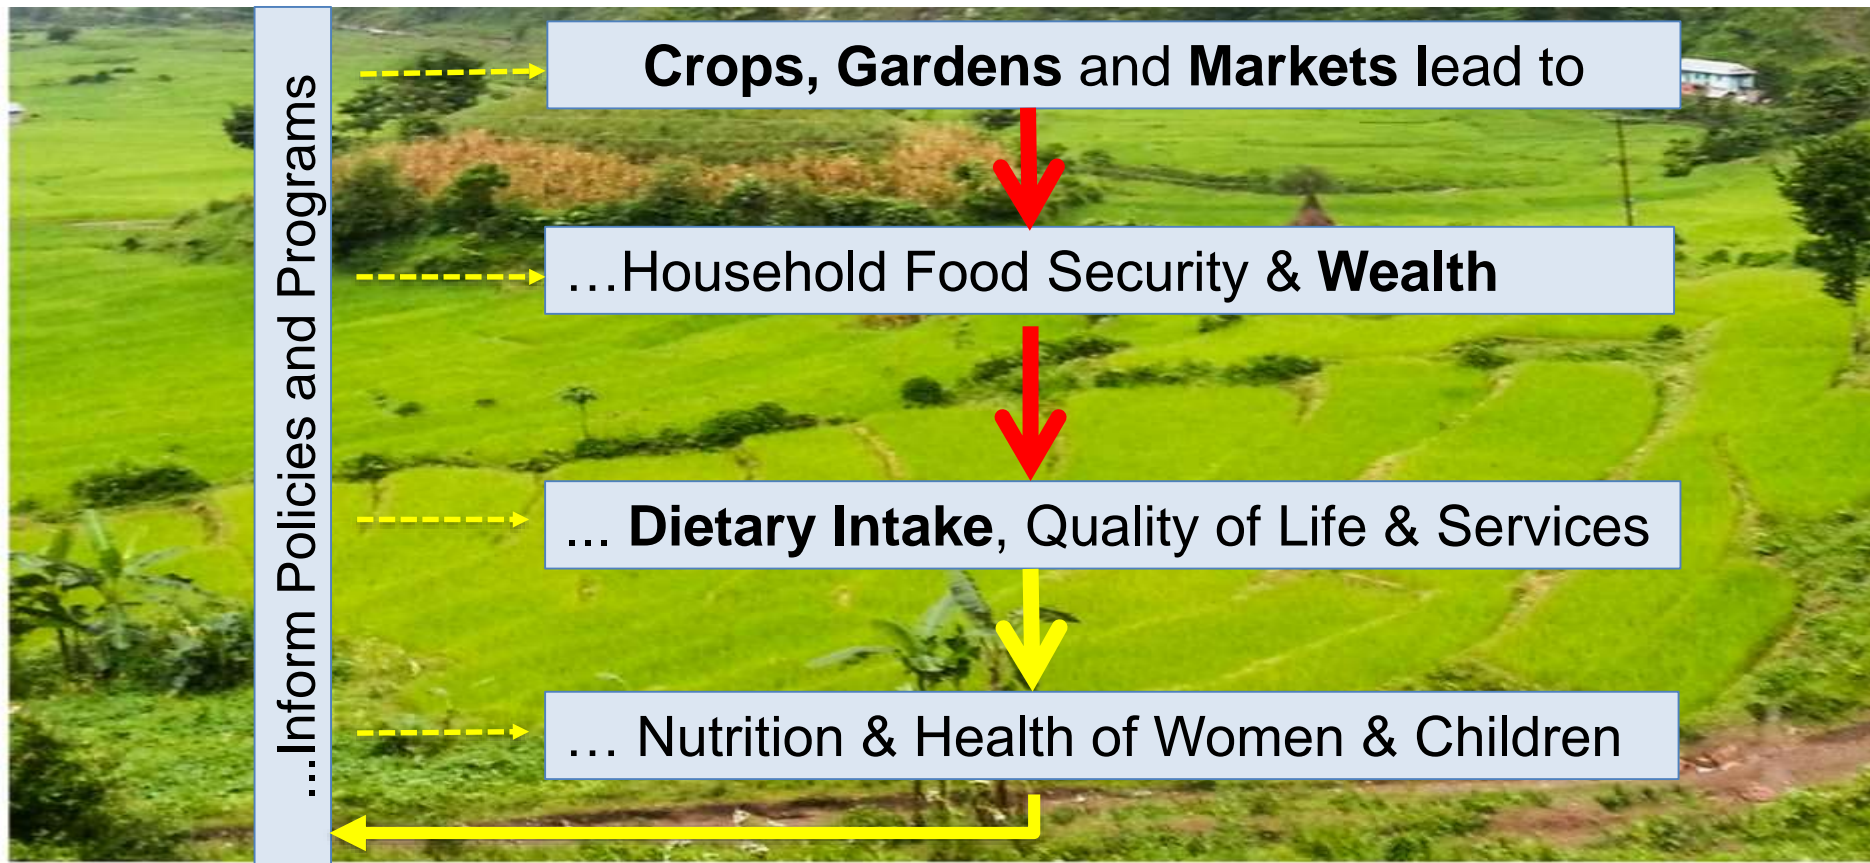 ...Inform Policies and Programs
Crops, Gardens and Markets lead to
...Household Food Security & Wealth
... Dietary Intake, Quality of Life & Services
... Nutrition & Health of Women & Children